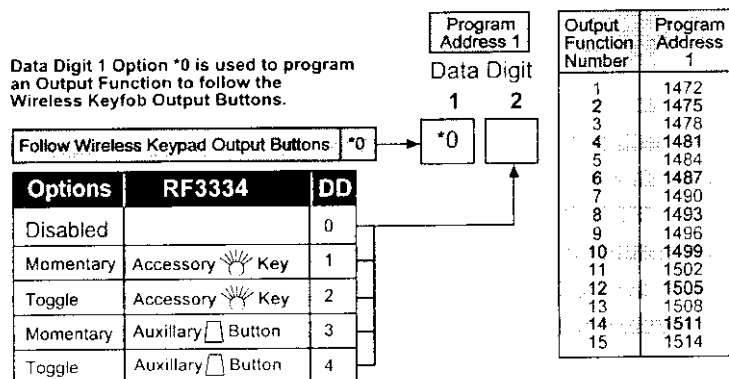 Data Digit 1 Option *0 is used to program
an Output Function to follow the
Wireless Keyfob Output Buttons.
Program
Address 1
Data Digit
1 2
Follow Wireless Keypad Output Buttons *0
*0
Options RF3334 DD
Disabled 0
Momentary Accessory Key 1
Toggle Accessory Key 2
Momentary Auxillary Button 3
Toggle Auxillary Button 4
Output Function Number Program Address 1
1 1472
2 1475
3 1478
4 1481
5 1484
6 1487
7 1490
8 1493
9 1496
10 1499
11 1502
12 1505
13 1508
14 1511
15 1514